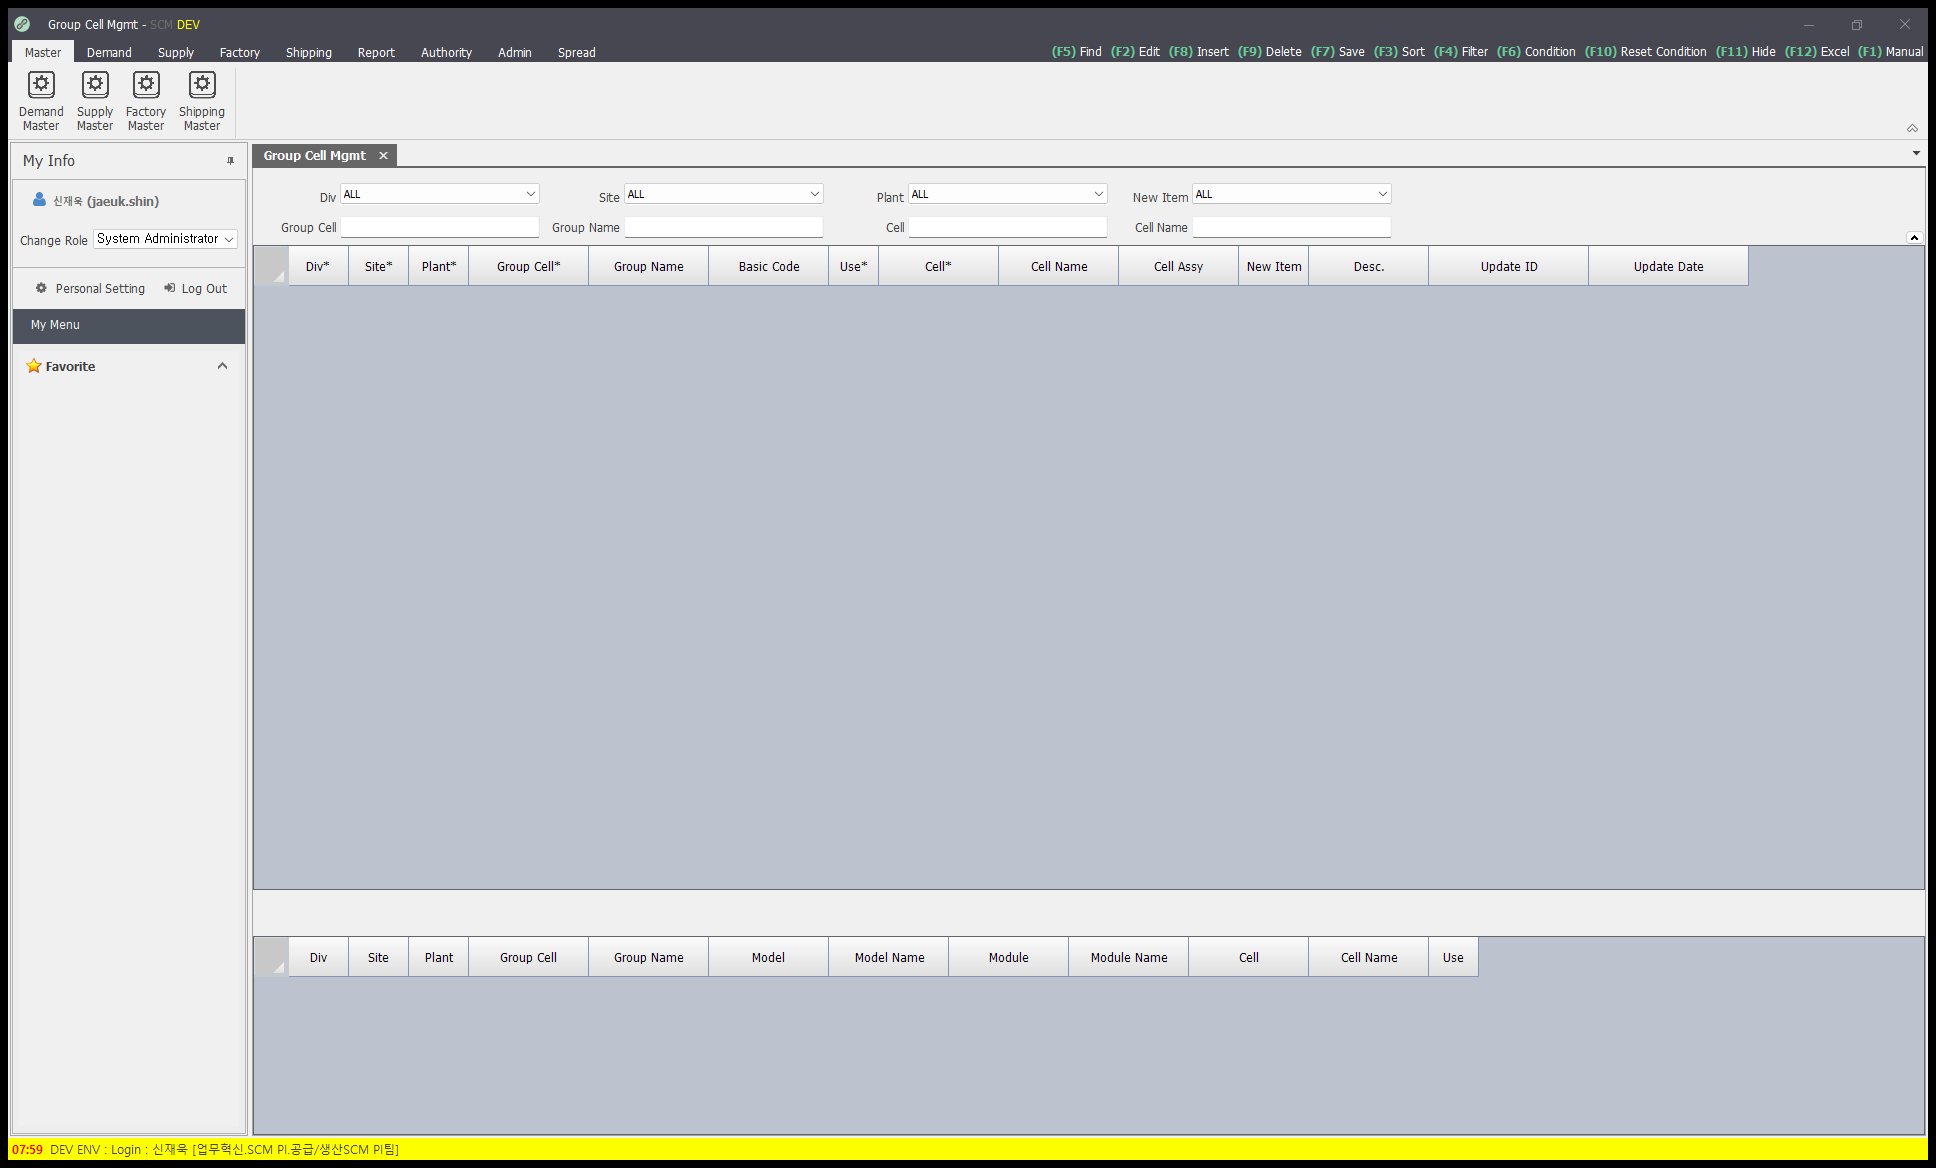 Group Cell Mgmt - SCM DEV
Master Demand Supply Factory Shipping Report Authority Admin Spread (F5) Find (F2) Edit (F8) Insert (F9) Delete (F7) Save (F3) Sort (F4) Filter (F6) Condition (F10) Reset Condition (F11) Hide (F12) Excel (F1) Manual
Demand Master
Supply Master
Factory Master
Shipping Master
My Info
신재욱 (jaeuk.shin)
Change Role System Administrator
Personal Setting Log Out
My Menu
Favorite
Group Cell Mgmt
Div ALL Site ALL Plant ALL New Item ALL
Group Cell Group Name Cell Cell Name
Div* Site* Plant* Group Cell* Group Name Basic Code Use* Cell* Cell Name Cell Assy New Item Desc. Update ID Update Date
Div Site Plant Group Cell Group Name Model Model Name Module Module Name Cell Cell Name Use
07:59 DEV ENV : Login : 신재욱 [업무혁신.SCM PI.공급/생산SCM PI팀]